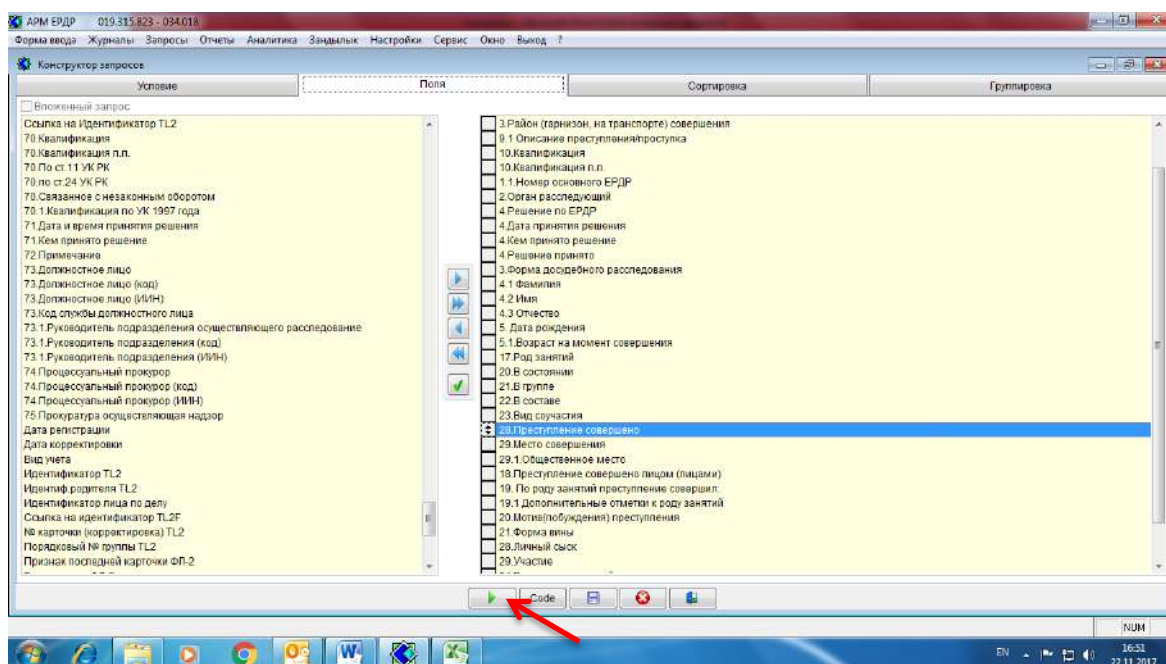 АРМ ЕРДР 019.315.823 - 034.018
Форма ввода Журналы Запросы Отчеты Аналитика Зандылык Настройки Сервис Окно Выход ?
Конструктор запросов
Условие Поля Сортировка Группировка
Вложенный запрос
Ссылка на Идентификатор TL2
70.Квалификация
70.Квалификация п.п.
70.По ст.11 УК РК
70.по ст.24 УК РК
70.Связанное с незаконным оборотом
70.1.Квалификация по УК 1997 года
71.Дата и время принятия решения
71.Кем принято решение
72.Примечание
73.Должностное лицо
73.Должностное лицо (код)
73.Должностное лицо (ИИН)
73.Код службы должностного лица
73.1.Руководитель подразделения осуществляющего расследование
73.1.Руководитель подразделения (код)
73.1.Руководитель подразделения (ИИН)
74.Процессуальный прокурор
74.Процессуальный прокурор (код)
74.Процессуальный прокурор (ИИН)
75.Прокуратура осуществляющая надзор
Дата регистрации
Дата корректировки
Вид учета
Идентификатор TL2
Идентиф.родителя TL2
Идентификатор лица по делу
Ссылка на идентификатор TL2F
№ карточки (корректировка) TL2
Порядковый № группы TL2
Признак последней карточки ФЛ-2
3.Район (гарнизон, на транспорте) совершения
9.1 Описание преступления/проступка
10.Квалификация
10.Квалификация п.п.
1.1.Номер основного ЕРДР
2.Орган расследующий
4.Решение по ЕРДР
4.Дата принятия решения
4.Кем принято решение
4.Решение принято
3.Форма досудебного расследования
4.1 Фамилия
4.2 Имя
4.3 Отчество
5. Дата рождения
5.1.Возраст на момент совершения
17.Род занятий
20.В состоянии
21.В группе
22.В составе
23.Вид соучастия
28.Преступление совершено
29.Место совершения
29.1.Общественное место
18.Преступление совершено лицом (лицами)
19. По роду занятий преступление совершил:
19.1 Дополнительные отметки к роду занятий
20.Мотив(побуждения) преступления
21.Форма вины
28.Личный сыск
29.Участие
Code
NUM
EN 16:51
22.11.2017